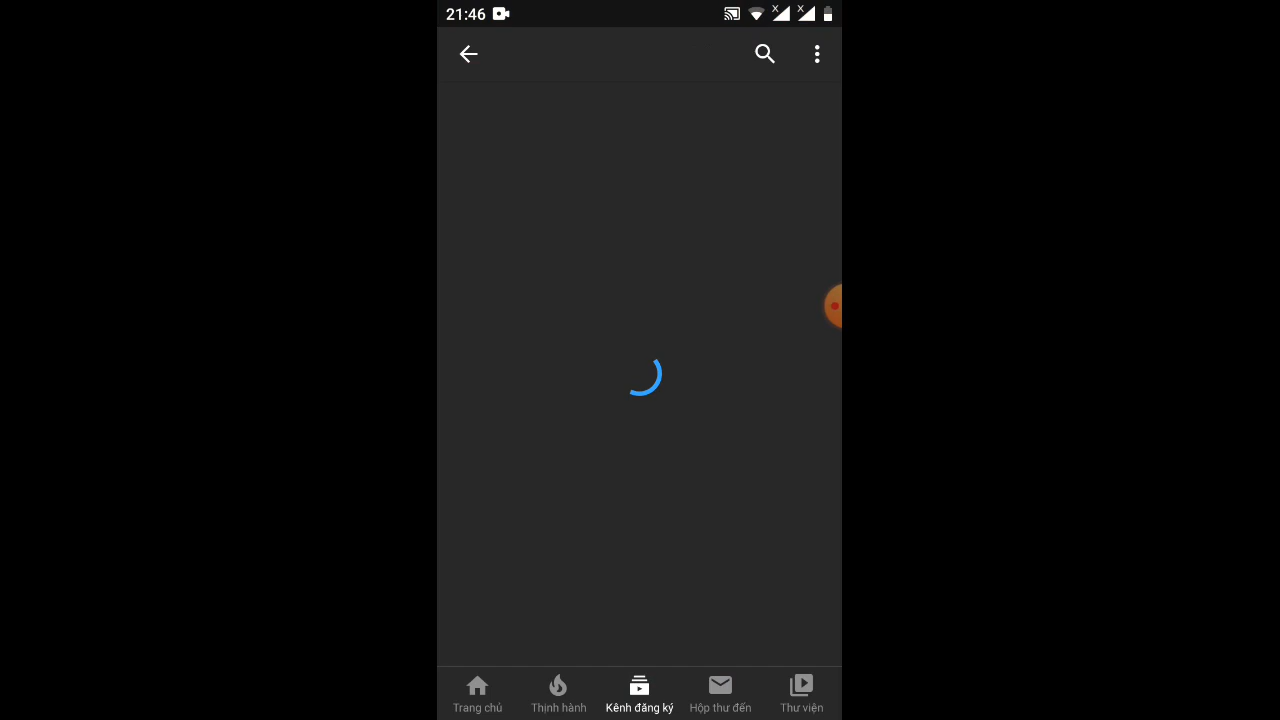 21:46
Trang chủ
Thịnh hành
Kênh đăng ký
Hộp thư đến
Thư viện